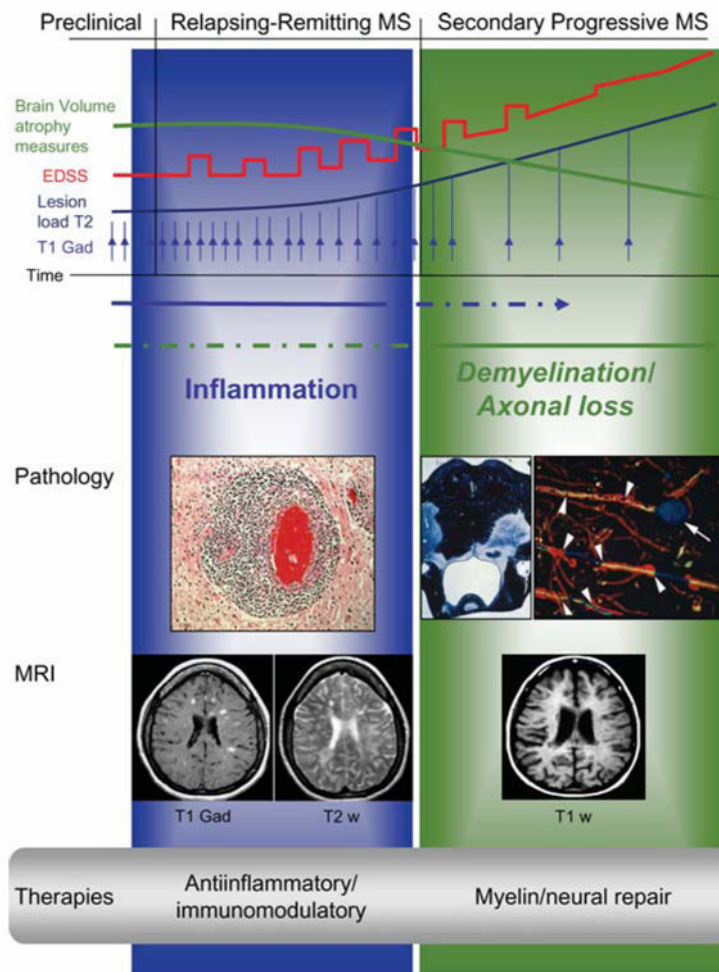 Preclinical
Relapsing-Remitting MS
Secondary Progressive MS
Brain Volume
atrophy
measures
EDSS
Lesion
load T2
T1 Gad
Time
Inflammation
Demyelination/
Axonal loss
Pathology
MRI
T1 Gad
T2 w
T1 w
Therapies
Antiinflammatory/
immunomodulatory
Myelin/neural repair